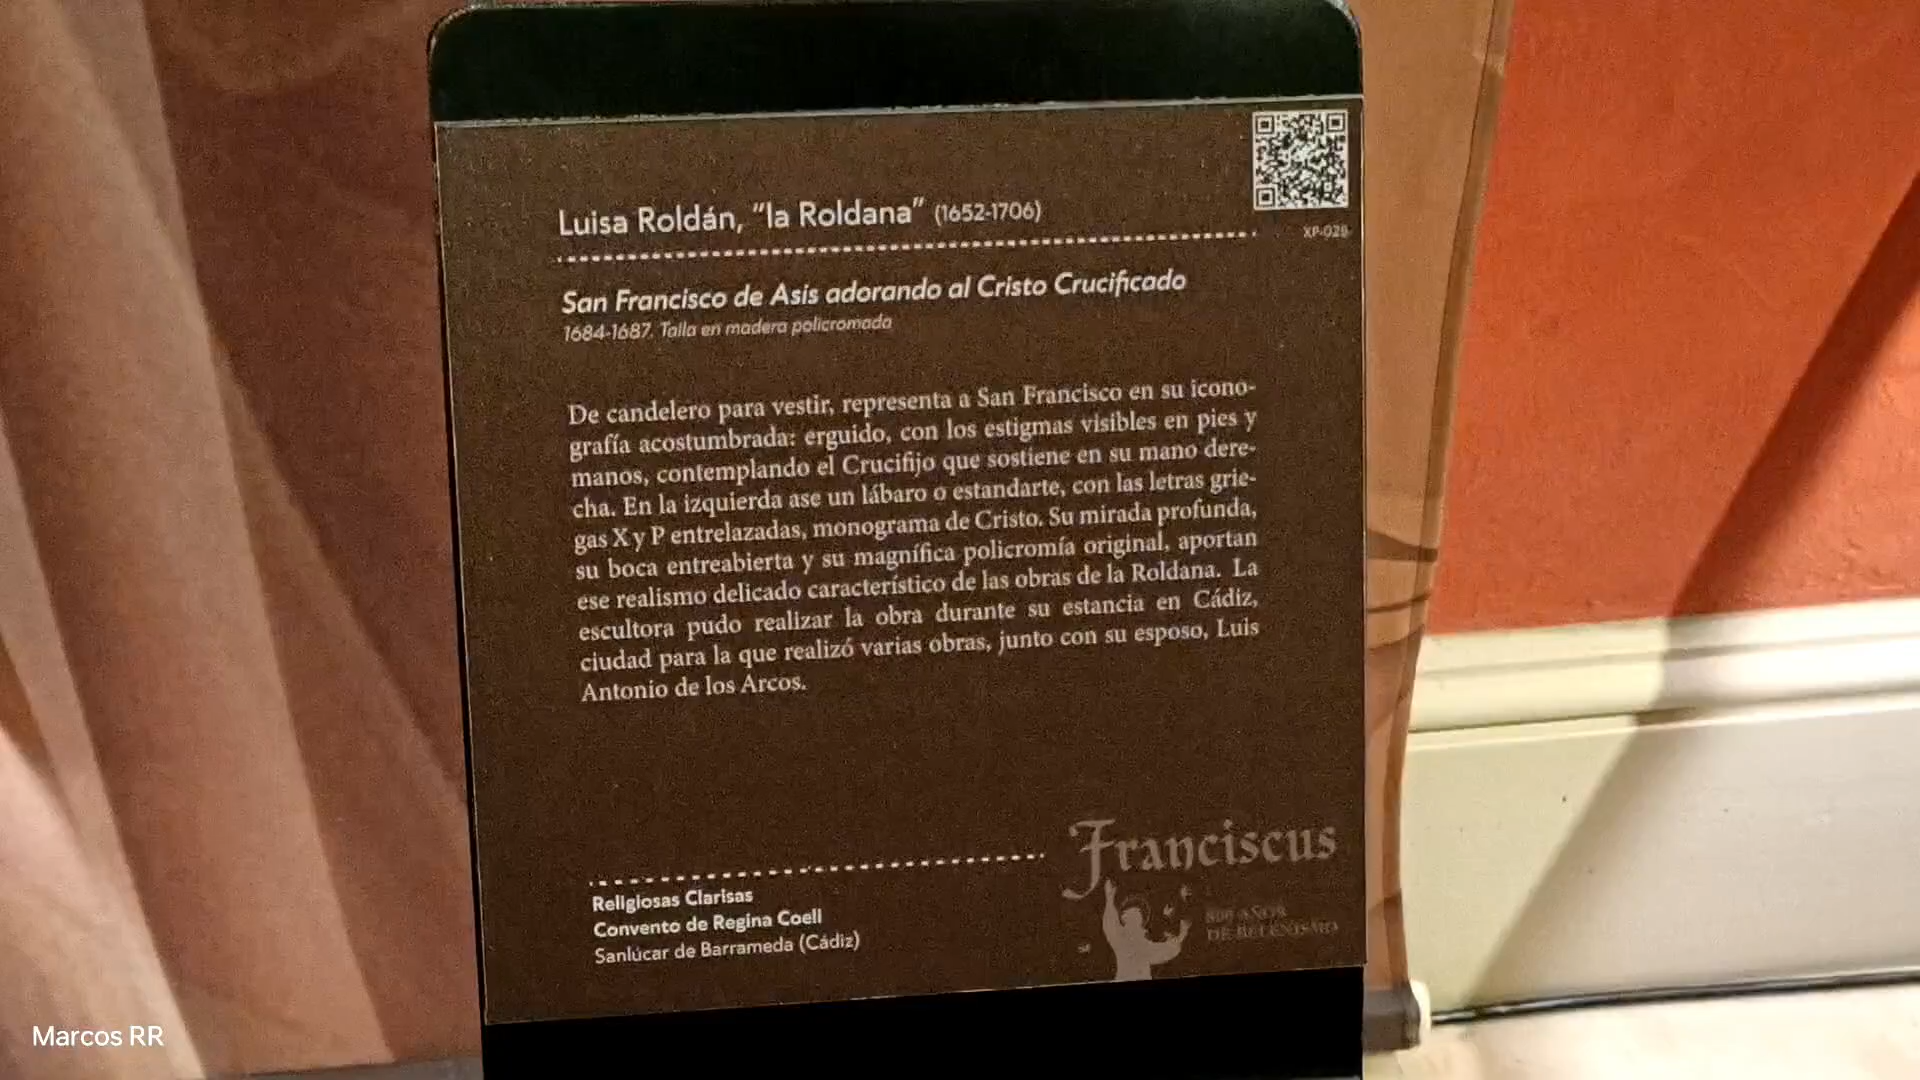 Luisa Roldán, "la Roldana" (1652-1706)
XP-028
San Francisco de Asís adorando al Cristo Crucificado
1684-1687. Talla en madera policromada
De candelero para vestir, representa a San Francisco en su icono-
grafía acostumbrada: erguido, con los estigmas visibles en pies y
manos, contemplando el Crucifijo que sostiene en su mano dere-
cha. En la izquierda ase un lábaro o estandarte, con las letras grie-
gas X y P entrelazadas, monograma de Cristo. Su mirada profunda,
su boca entreabierta y su magnífica policromía original, aportan
ese realismo delicado característico de las obras de la Roldana. La
escultora pudo realizar la obra durante su estancia en Cádiz,
ciudad para la que realizó varias obras, junto con su esposo, Luis
Antonio de los Arcos.
Religiosas Clarisas
Convento de Regina Coeli
Sanlúcar de Barrameda (Cádiz)
Franciscus
800 AÑOS
DE BELENISMO
Marcos RR